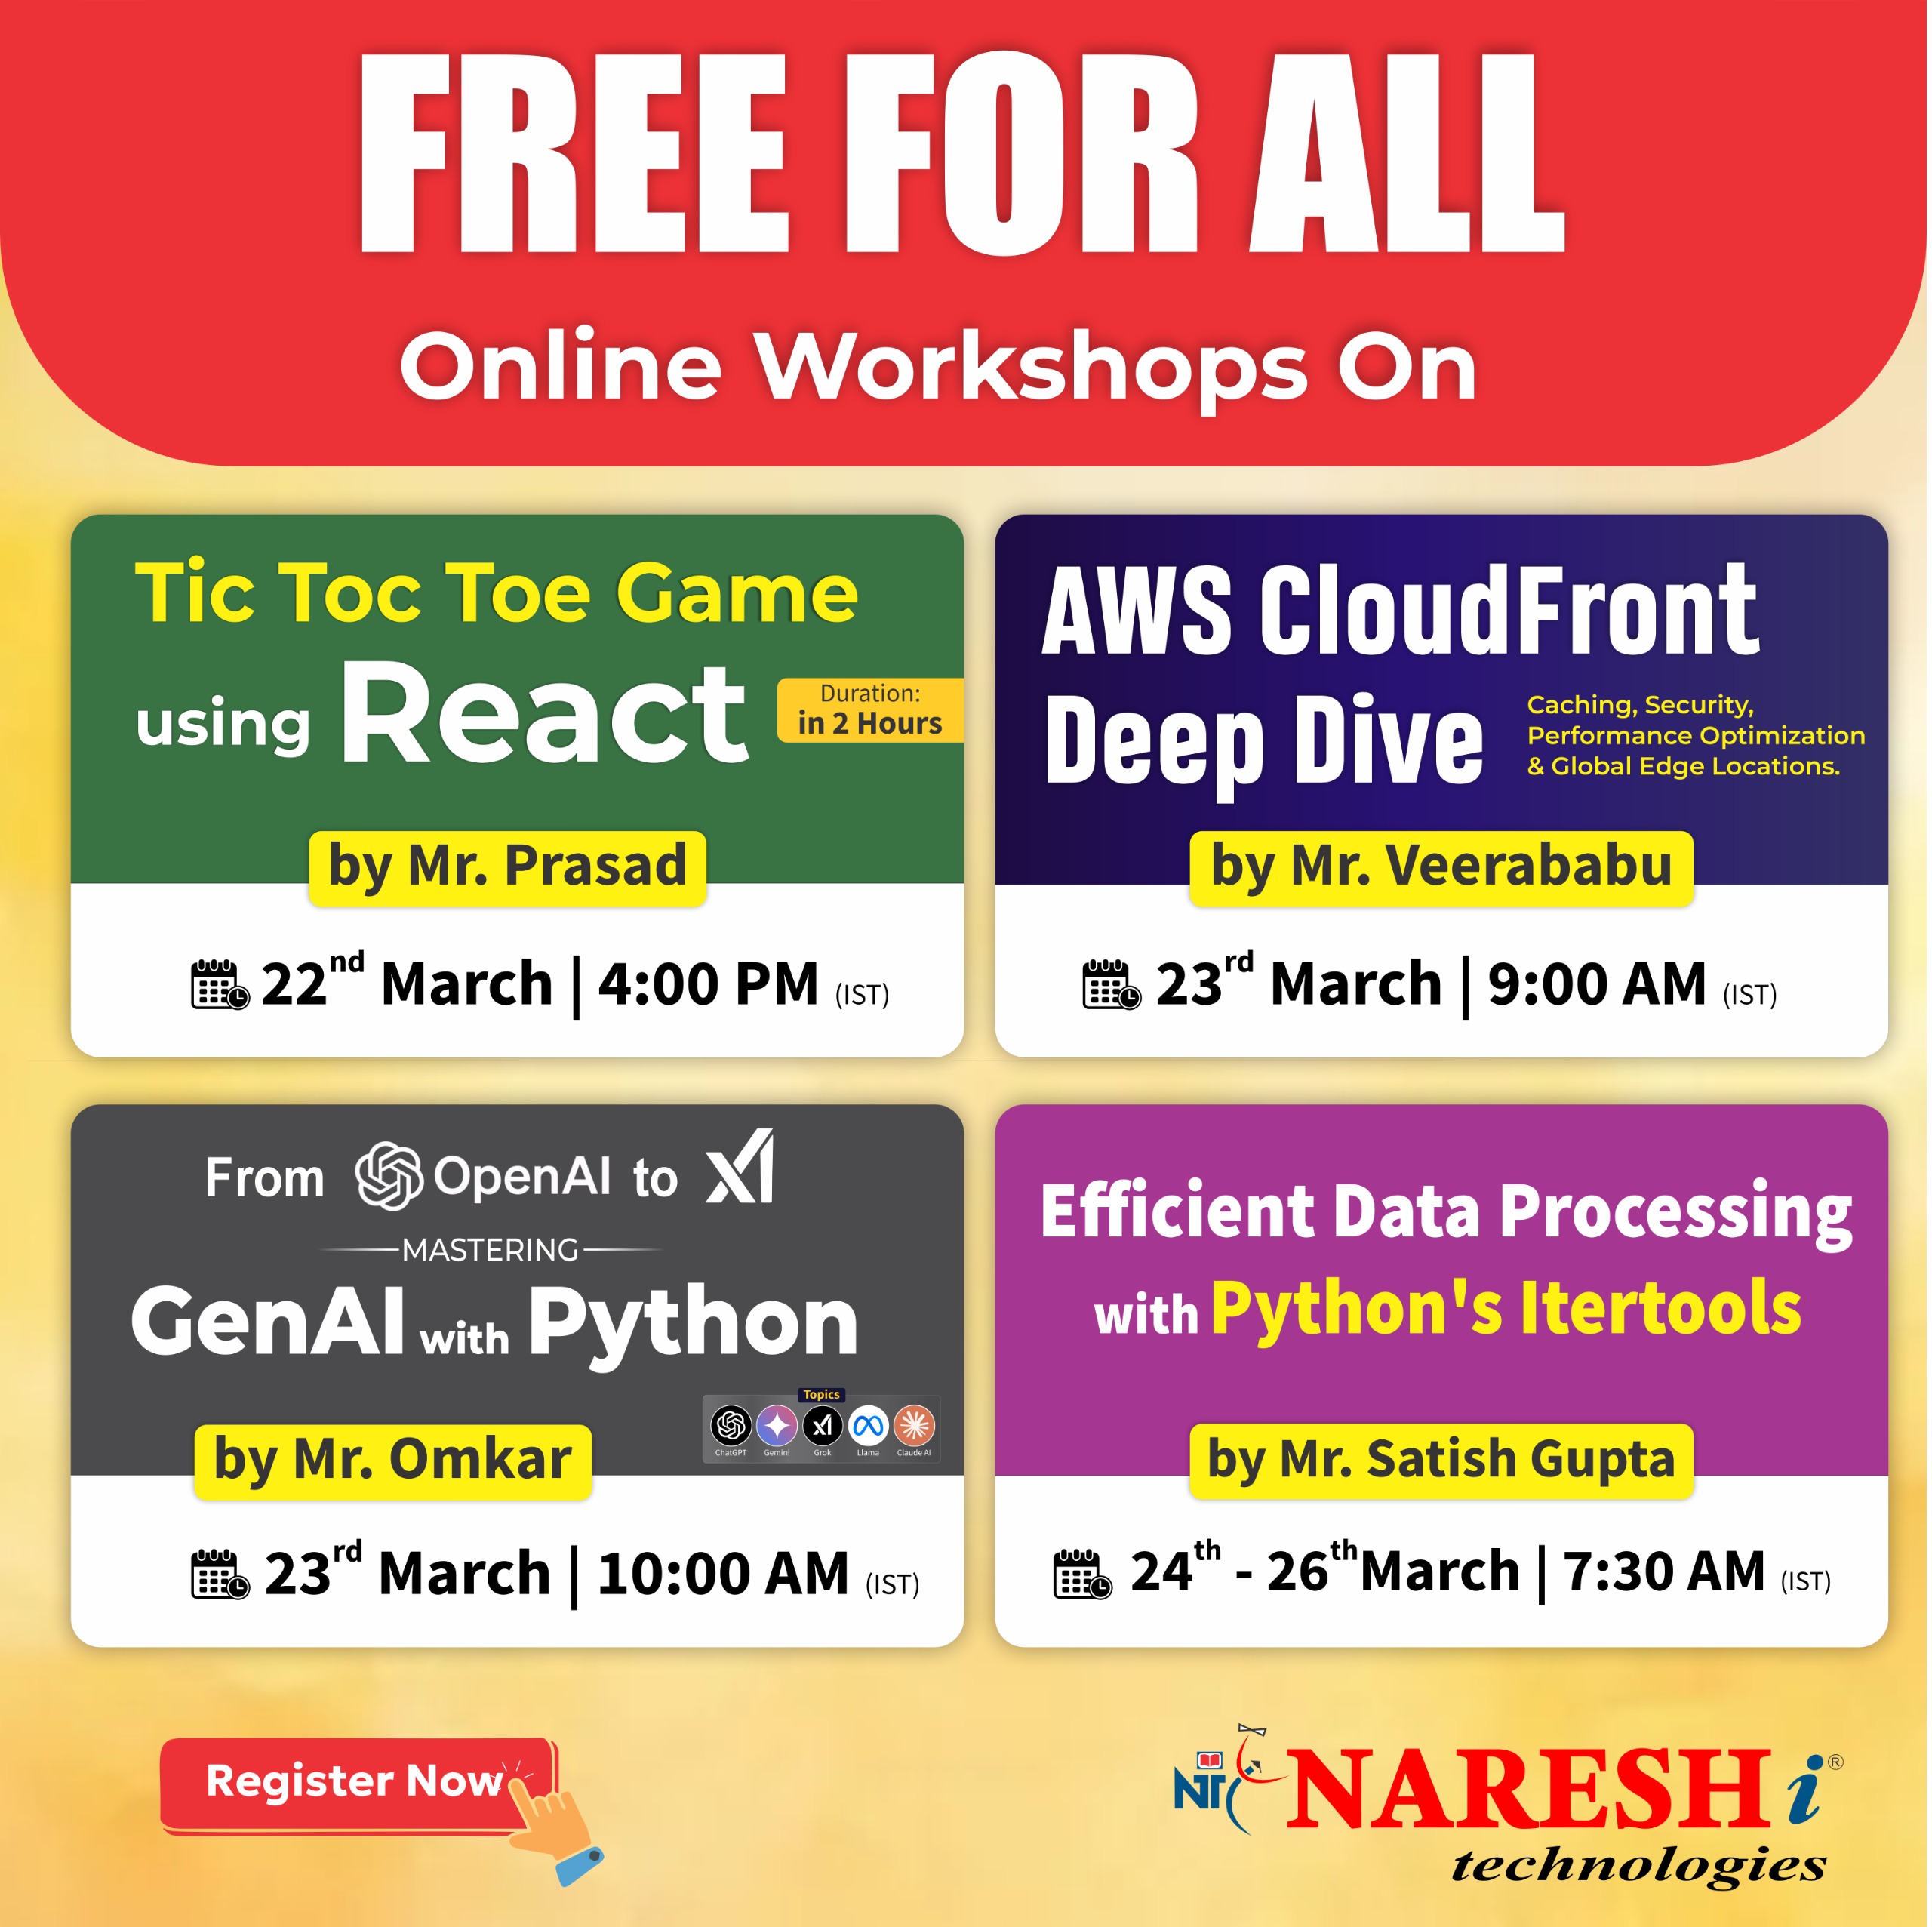 FREE FOR ALL
Online Workshops On
Tic Toc Toe Game
using React
Duration:
in 2 Hours
by Mr. Prasad
22nd March | 4:00 PM (IST)
AWS CloudFront
Deep Dive
Caching, Security,
Performance Optimization
& Global Edge Locations.
by Mr. Veerababu
23rd March | 9:00 AM (IST)
From OpenAI to xI
MASTERING
GenAI with Python
Topics
ChatGPT Gemini Grok Llama Claude AI
by Mr. Omkar
23rd March | 10:00 AM (IST)
Efficient Data Processing
with Python's Itertools
by Mr. Satish Gupta
24th - 26th March | 7:30 AM (IST)
Register Now
NT NARESH i ®
technologies